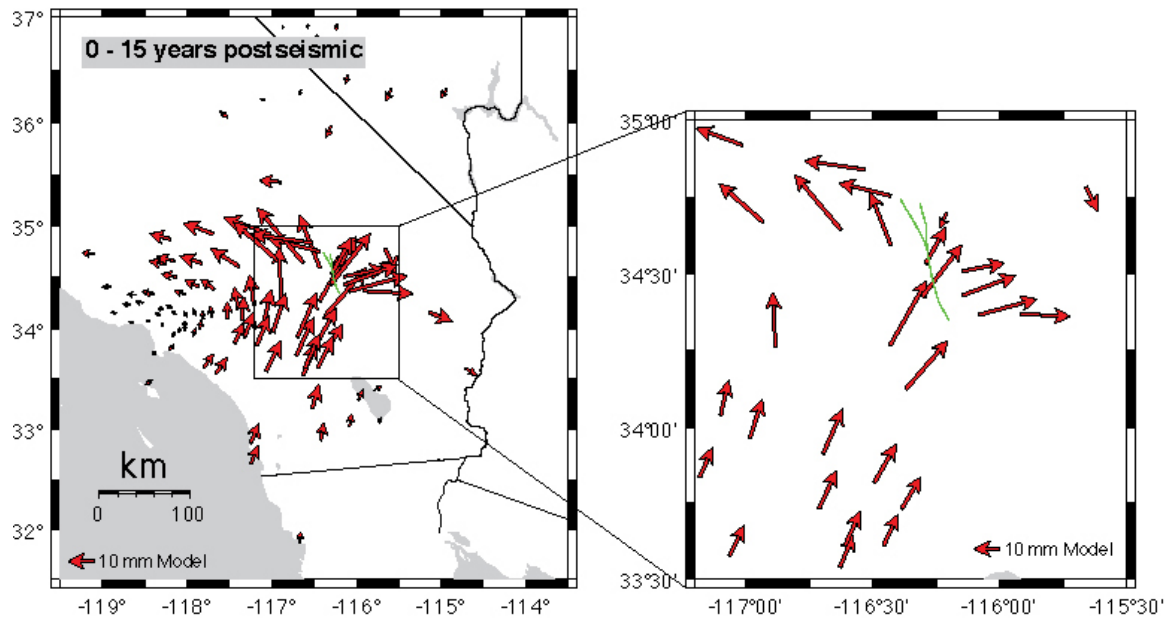 37°
0 - 15 years postseismic
36°
35°
34°
33°
32°
km
0 100
10 mm Model
-119° -118° -117° -116° -115° -114°
35°00'
34°30'
34°00'
33°30'
10 mm Model
-117°00' -116°30' -116°00' -115°30'